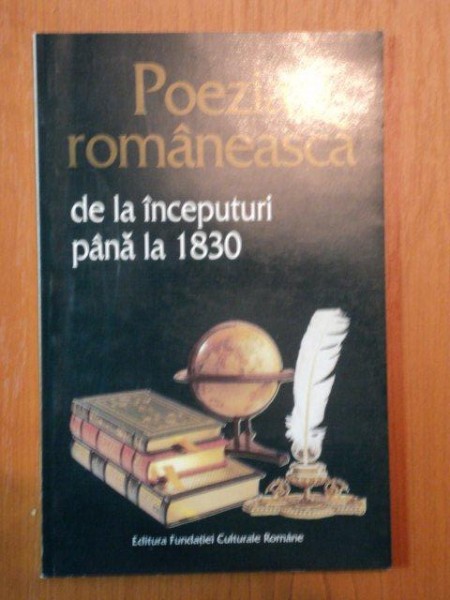 Poezia
românească
de la începuturi
până la 1830
Editura Fundației Culturale Române